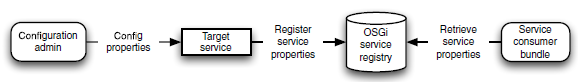 Configuration
admin
Config
properties
Target
service
Register
service
properties
OSGi
service
registry
Retrieve
service
properties
Service
consumer
bundle